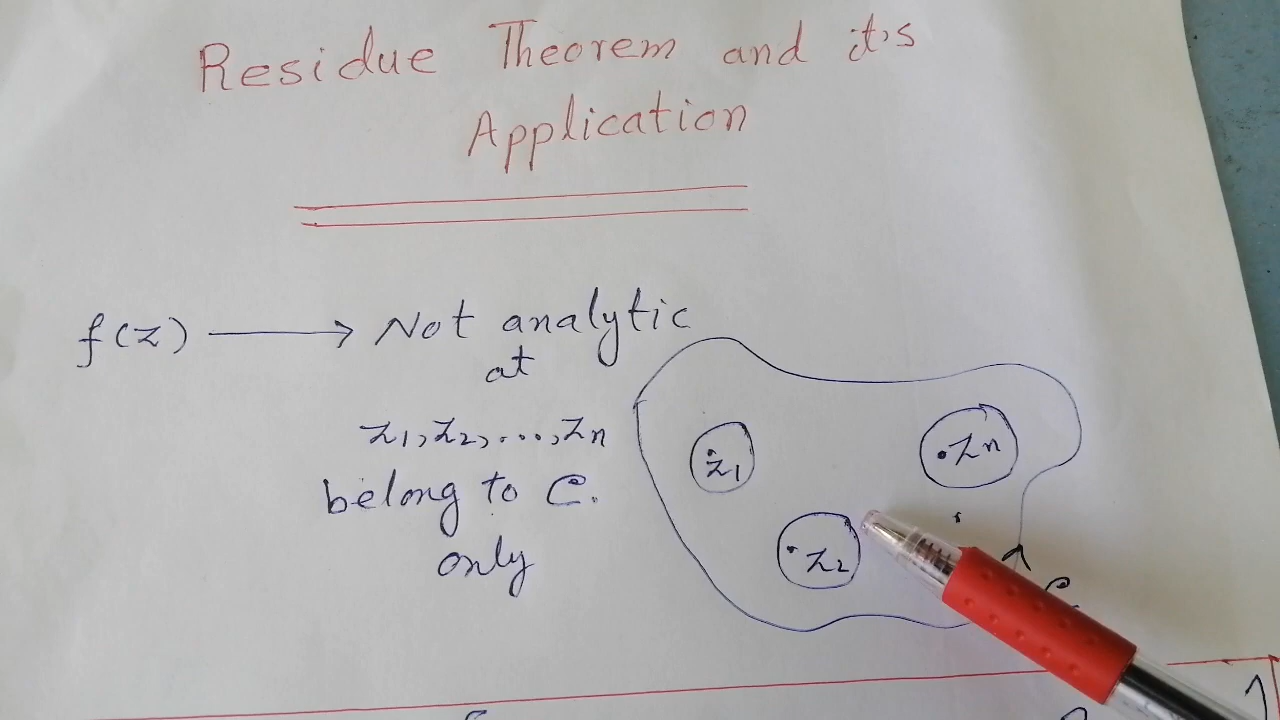 Residue Theorem and it's
Application
f(z) ⟶ Not analytic
at
z1, z2, ..., zn
belong to C.
only
z1
zn
z2
C